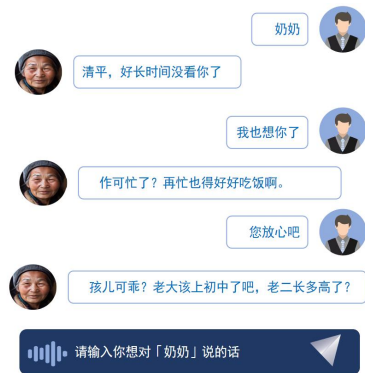 奶奶
清平，好长时间没看你了
我也想你了
作可忙了？再忙也得好好吃饭啊。
您放心吧
孩儿可乖？老大该上初中了吧，老二长多高了？
请输入你想对「奶奶」说的话